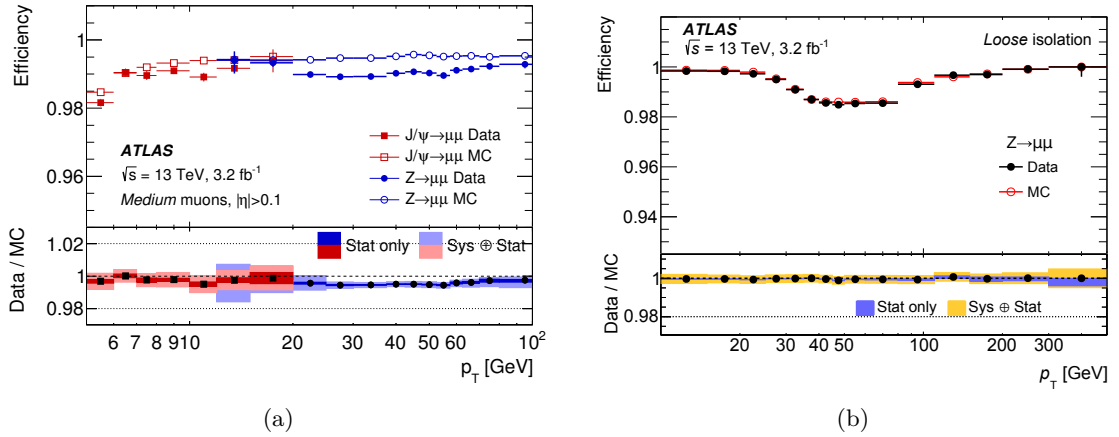 Efficiency
1
0.98
0.96
ATLAS
√s = 13 TeV, 3.2 fb⁻¹
Medium muons, |η|>0.1
J/ψ→μμ Data
J/ψ→μμ MC
Z→μμ Data
Z→μμ MC
Data / MC
1.02
1
0.98
Stat only
Sys ⊕ Stat
6 7 8 9 10 20 30 40 50 60 10²
p_T [GeV]
(a)
Efficiency
1
0.98
0.96
0.94
ATLAS
√s = 13 TeV, 3.2 fb⁻¹
Loose isolation
Z→μμ
Data
MC
Data / MC
1
0.98
Stat only
Sys ⊕ Stat
20 30 40 50 100 200 300
p_T [GeV]
(b)